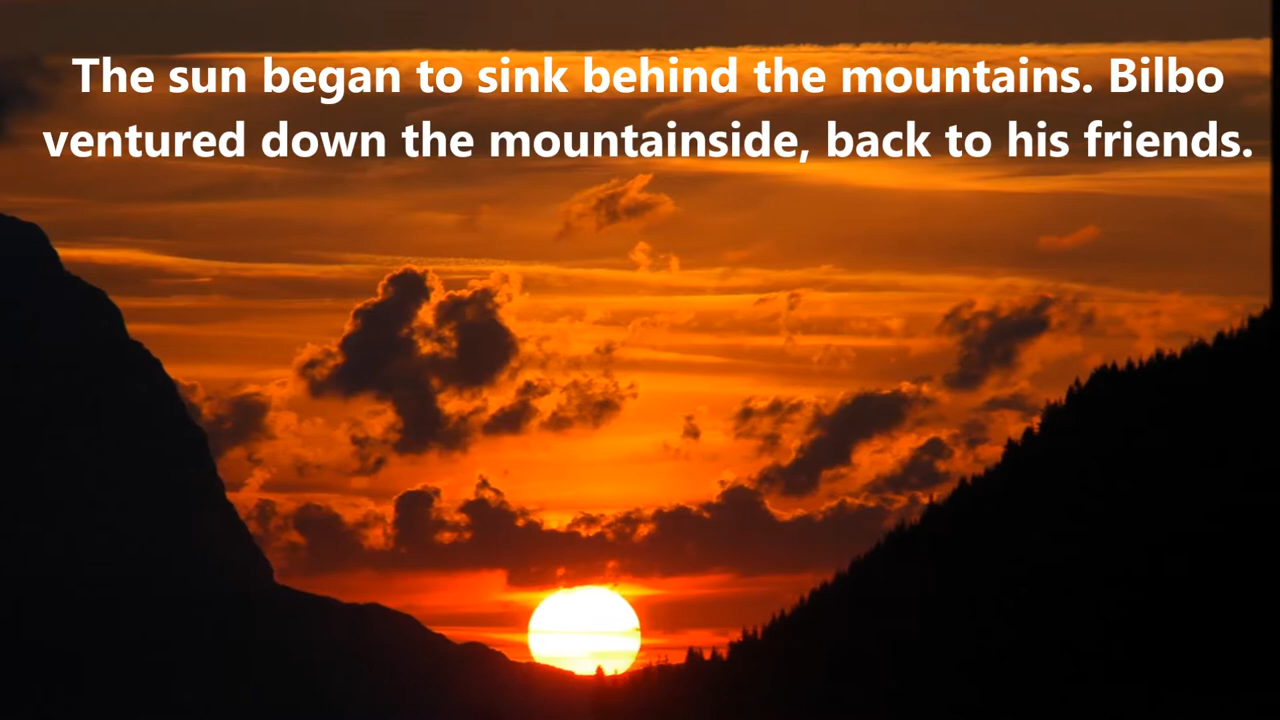 The sun began to sink behind the mountains. Bilbo
ventured down the mountainside, back to his friends.